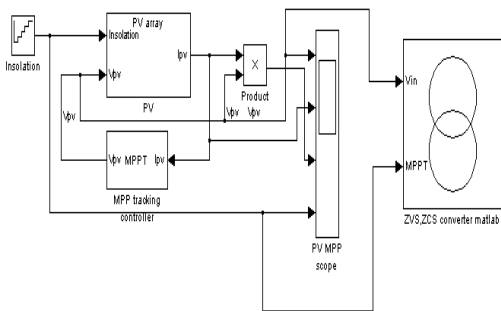 PV array
Insolation
Ipv
Vpv
PV
Insolation
X
Product
Vpv
Vpv
Vpv
Vpv
MPPT
Ipv
MPP tracking
controller
PV MPP
scope
Vin
MPPT
ZVS,ZCS converter matlab